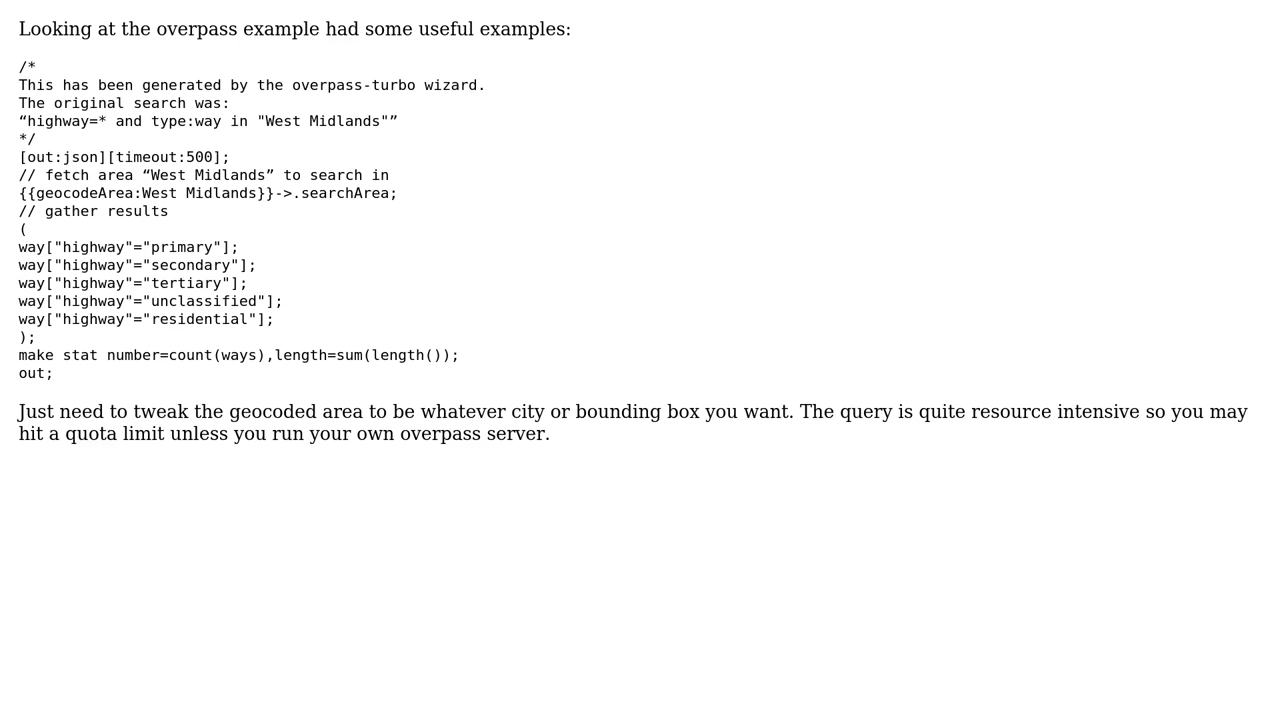 Looking at the overpass example had some useful examples:
/*
This has been generated by the overpass-turbo wizard.
The original search was:
“highway=* and type:way in "West Midlands"”
*/
[out:json][timeout:500];
// fetch area “West Midlands” to search in
{{geocodeArea:West Midlands}}->.searchArea;
// gather results
(
way["highway"="primary"];
way["highway"="secondary"];
way["highway"="tertiary"];
way["highway"="unclassified"];
way["highway"="residential"];
);
make stat number=count(ways),length=sum(length());
out;
Just need to tweak the geocoded area to be whatever city or bounding box you want. The query is quite resource intensive so you may
hit a quota limit unless you run your own overpass server.